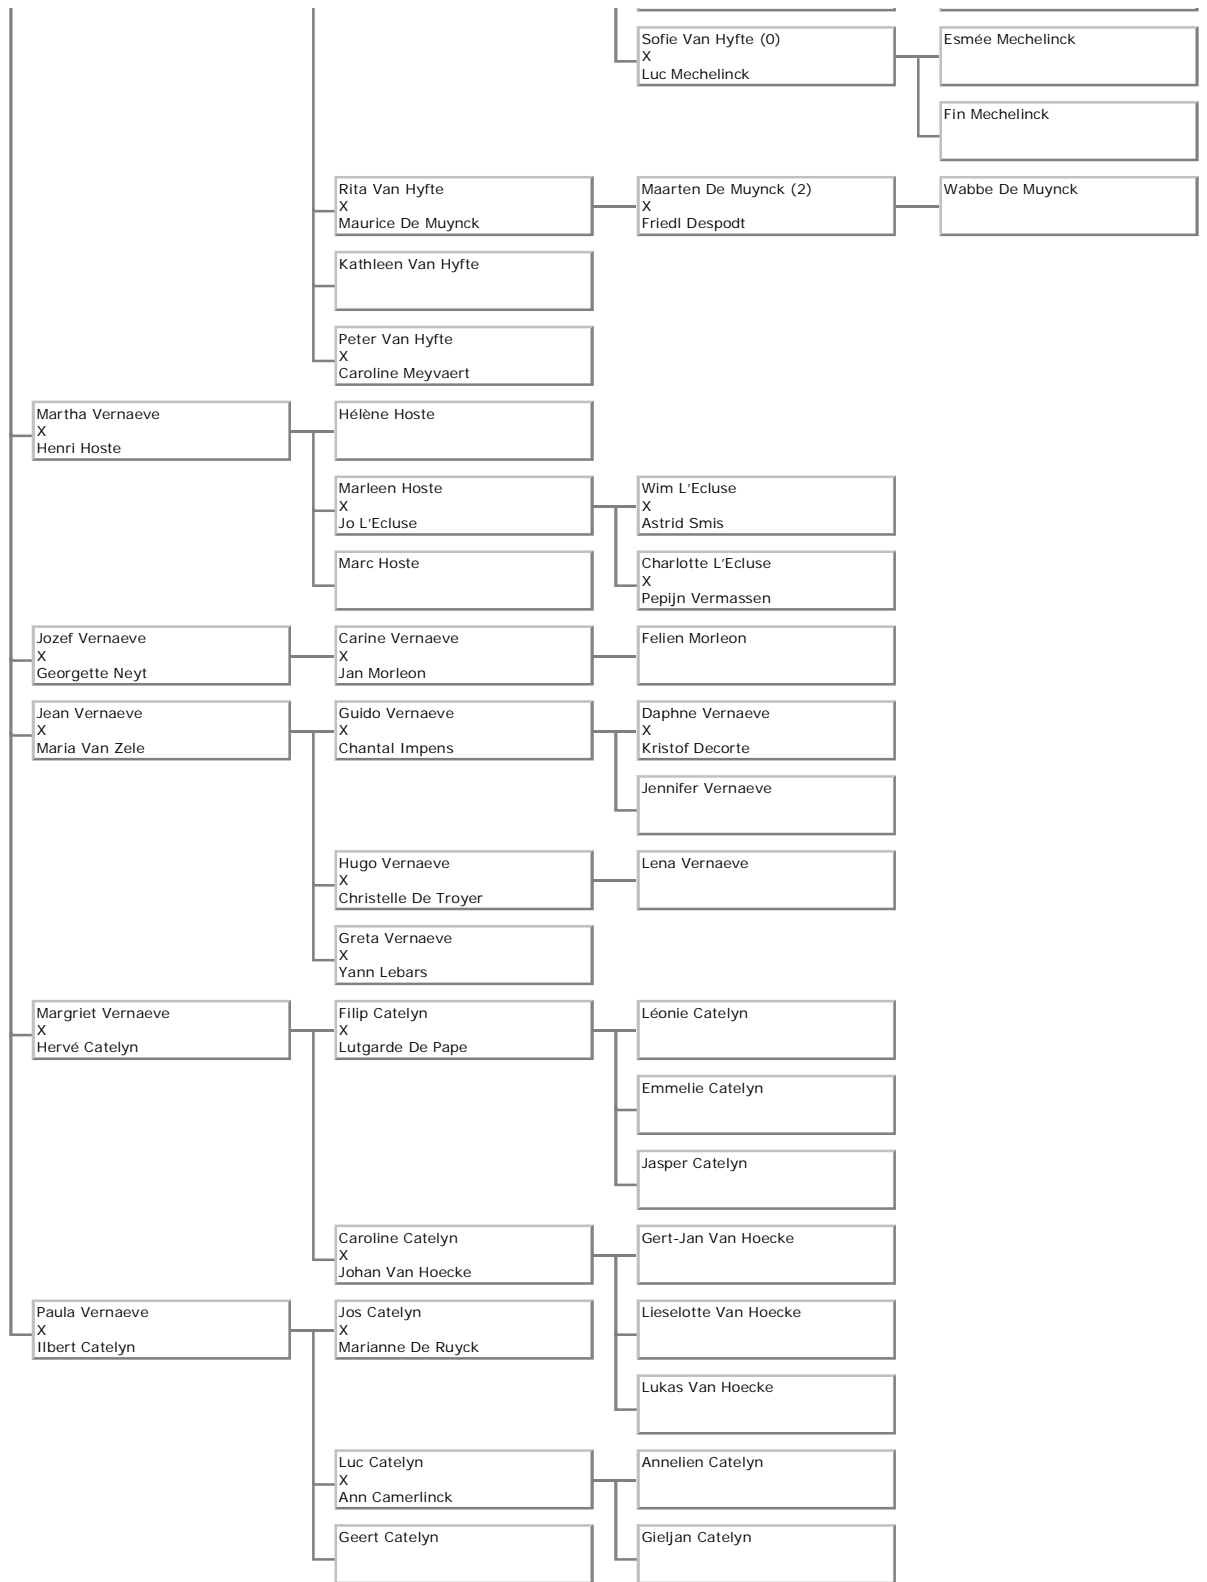 Sofie Van Hyfte (0)
X
Luc Mechelinck
Esmée Mechelinck
Fin Mechelinck
Rita Van Hyfte
X
Maurice De Muynck
Maarten De Muynck (2)
X
Friedl Despodt
Wabbe De Muynck
Kathleen Van Hyfte
Peter Van Hyfte
X
Caroline Meyvaert
Martha Vernaeve
X
Henri Hoste
Hélène Hoste
Marleen Hoste
X
Jo L'Ecluse
Wim L'Ecluse
X
Astrid Smis
Marc Hoste
Charlotte L'Ecluse
X
Pepijn Vermassen
Jozef Vernaeve
X
Georgette Neyt
Carine Vernaeve
X
Jan Morleon
Felien Morleon
Jean Vernaeve
X
Maria Van Zele
Guido Vernaeve
X
Chantal Impens
Daphne Vernaeve
X
Kristof Decorte
Jennifer Vernaeve
Hugo Vernaeve
X
Christelle De Troyer
Lena Vernaeve
Greta Vernaeve
X
Yann Lebars
Margriet Vernaeve
X
Hervé Catelyn
Filip Catelyn
X
Lutgarde De Pape
Léonie Catelyn
Emmelie Catelyn
Jasper Catelyn
Caroline Catelyn
X
Johan Van Hoecke
Gert-Jan Van Hoecke
Paula Vernaeve
X
Ilbert Catelyn
Jos Catelyn
X
Marianne De Ruyck
Lieselotte Van Hoecke
Lukas Van Hoecke
Luc Catelyn
X
Ann Camerlinck
Annelien Catelyn
Geert Catelyn
Gieljan Catelyn